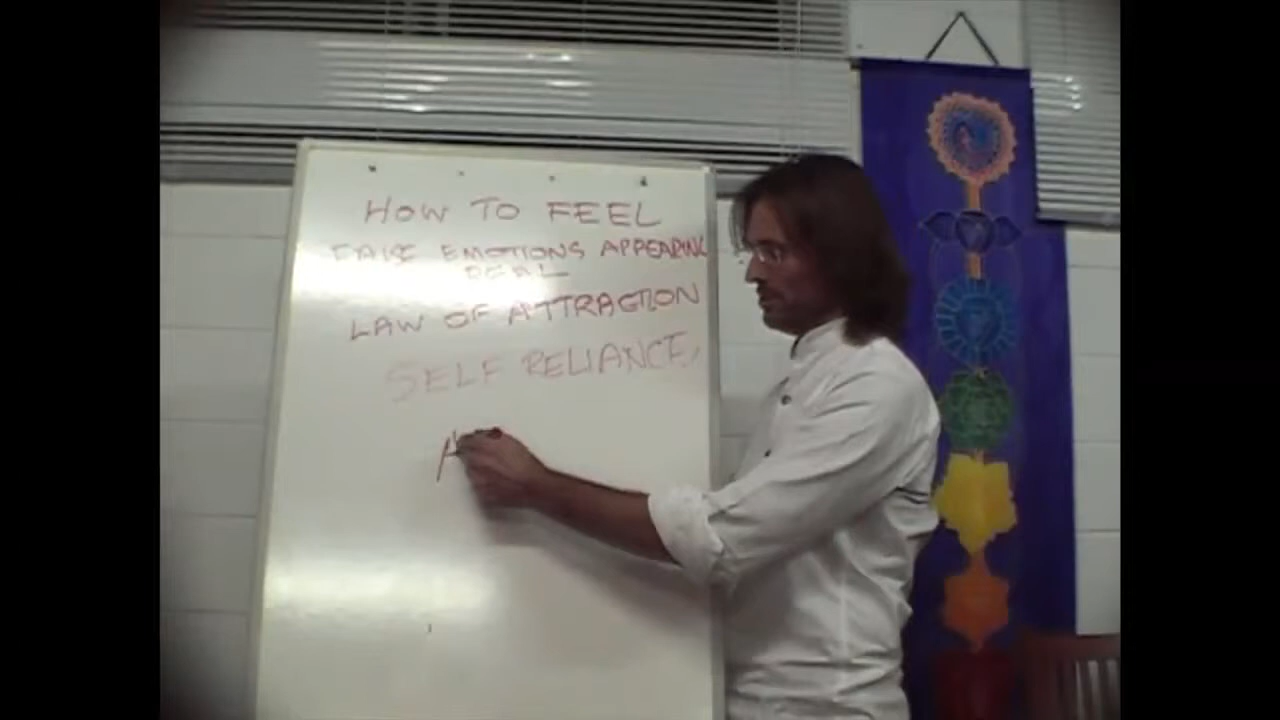 HOW TO FEEL
FALSE EMOTIONS APPEARING
REAL
LAW OF ATTRACTION
SELF RELIANCE,
A